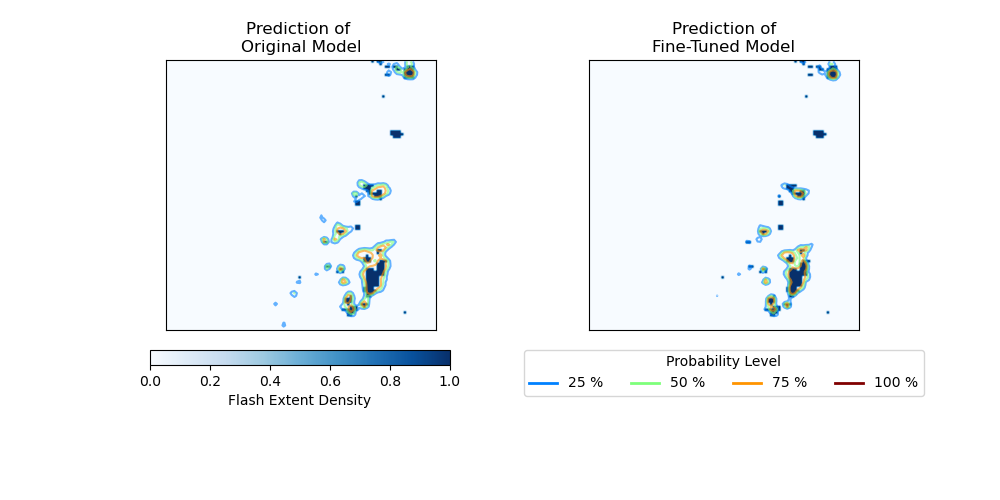 Prediction of
Original Model
Prediction of
Fine-Tuned Model
0.0 0.2 0.4 0.6 0.8 1.0
Flash Extent Density
Probability Level
25 % 50 % 75 % 100 %